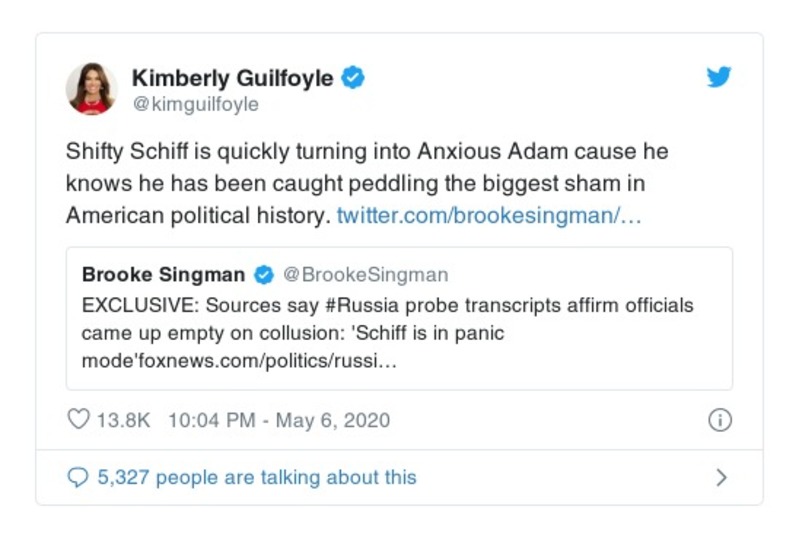 Kimberly Guilfoyle
@kimguilfoyle
Shifty Schiff is quickly turning into Anxious Adam cause he
knows he has been caught peddling the biggest sham in
American political history. twitter.com/brookesingman/…
Brooke Singman @BrookeSingman
EXCLUSIVE: Sources say #Russia probe transcripts affirm officials
came up empty on collusion: 'Schiff is in panic
mode'foxnews.com/politics/russi…
13.8K 10:04 PM - May 6, 2020
5,327 people are talking about this